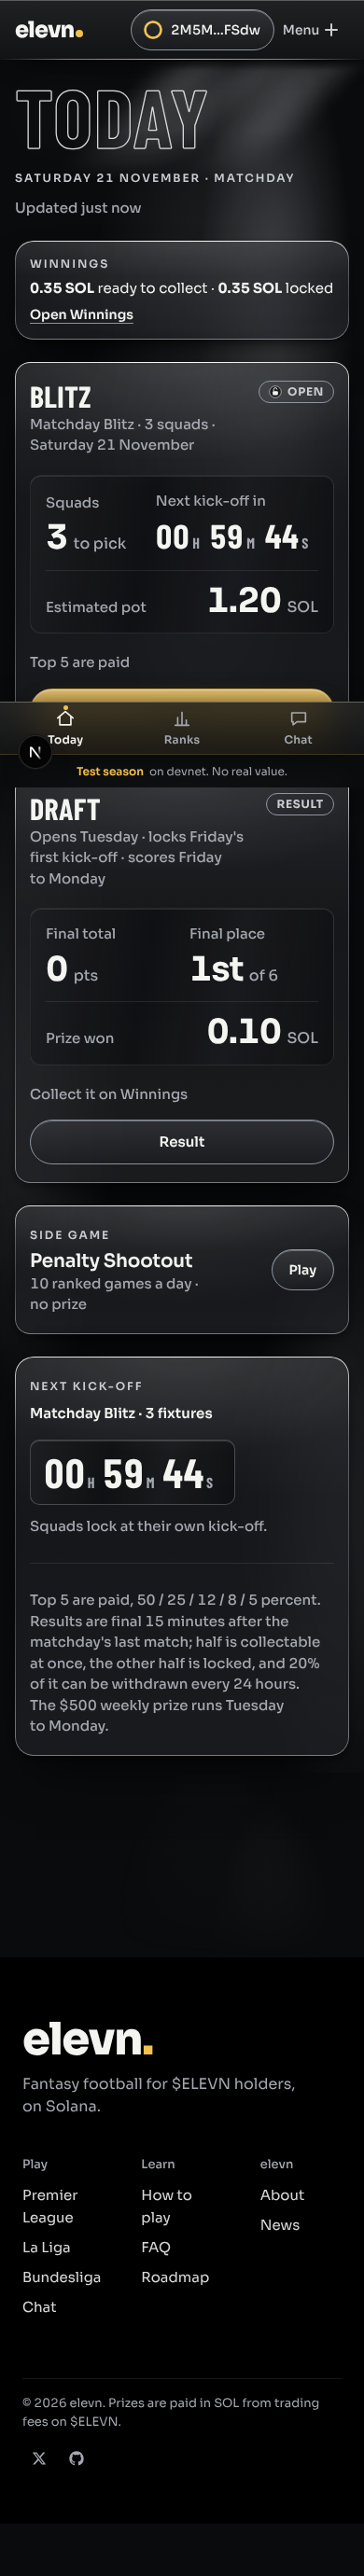 elevn.
2M5M...FSdw
Menu +
TODAY
SATURDAY 21 NOVEMBER · MATCHDAY
Updated just now
WINNINGS
0.35 SOL ready to collect · 0.35 SOL locked
Open Winnings
BLITZ
OPEN
Matchday Blitz · 3 squads ·
Saturday 21 November
Squads
Next kick-off in
3 to pick
00 H 59 M 44 S
Estimated pot
1.20 SOL
Top 5 are paid
Today
Ranks
Chat
N
Test season on devnet. No real value.
DRAFT
RESULT
Opens Tuesday · locks Friday's
first kick-off · scores Friday
to Monday
Final total
Final place
0 pts
1st of 6
Prize won
0.10 SOL
Collect it on Winnings
Result
SIDE GAME
Penalty Shootout
10 ranked games a day ·
no prize
Play
NEXT KICK-OFF
Matchday Blitz · 3 fixtures
00 H 59 M 44 S
Squads lock at their own kick-off.
Top 5 are paid, 50 / 25 / 12 / 8 / 5 percent.
Results are final 15 minutes after the
matchday's last match; half is collectable
at once, the other half is locked, and 20%
of it can be withdrawn every 24 hours.
The $500 weekly prize runs Tuesday
to Monday.
elevn.
Fantasy football for $ELEVN holders,
on Solana.
Play
Learn
elevn
Premier
League
How to
play
About
La Liga
FAQ
News
Bundesliga
Roadmap
Chat
© 2026 elevn. Prizes are paid in SOL from trading
fees on $ELEVN.